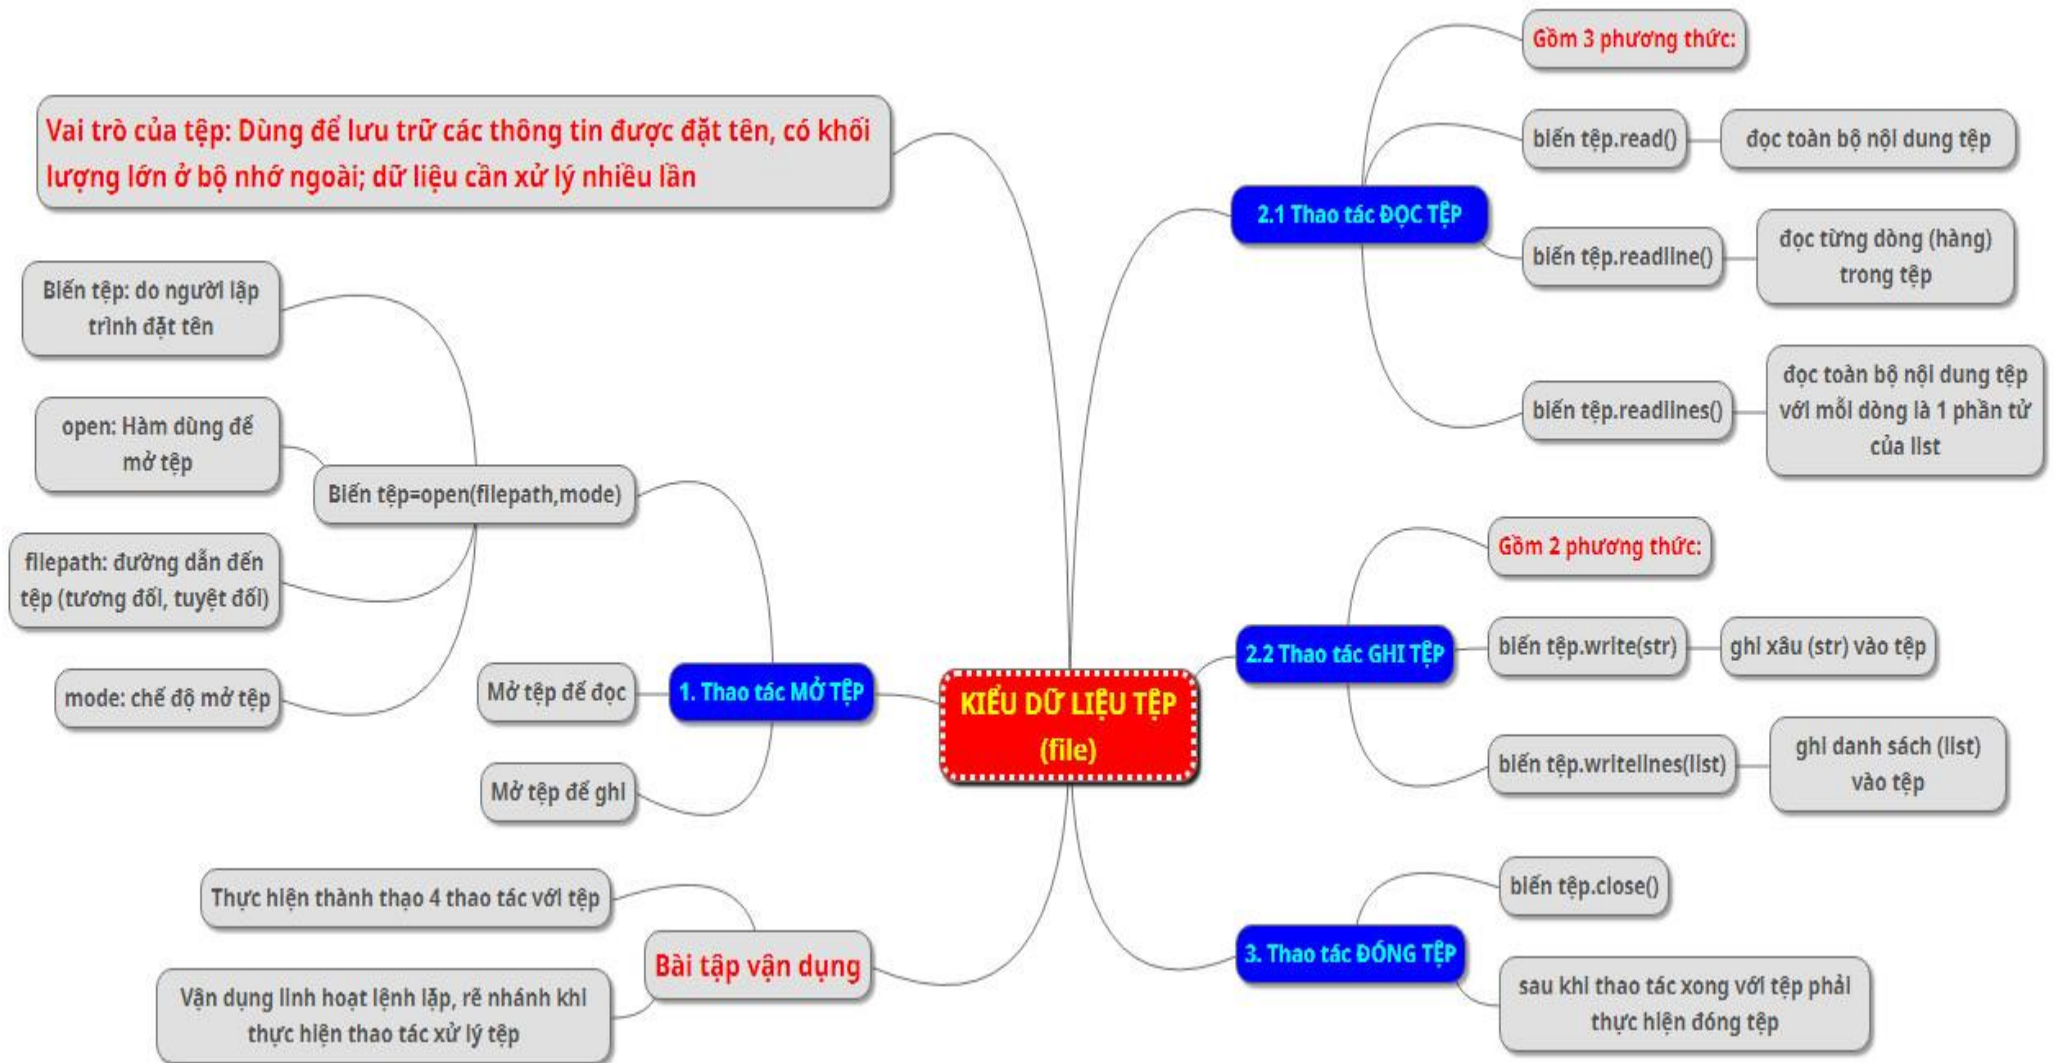 Vai trò của tệp: Dùng để lưu trữ các thông tin được đặt tên, có khối
lượng lớn ở bộ nhớ ngoài; dữ liệu cần xử lý nhiều lần
Biến tệp: do người lập
trình đặt tên
open: Hàm dùng để
mở tệp
Biến tệp=open(filepath,mode)
filepath: đường dẫn đến
tệp (tương đối, tuyệt đối)
mode: chế độ mở tệp
Mở tệp để đọc
1. Thao tác MỞ TỆP
Mở tệp để ghi
KIỂU DỮ LIỆU TỆP
(file)
Thực hiện thành thạo 4 thao tác với tệp
Bài tập vận dụng
Vận dụng linh hoạt lệnh lặp, rẽ nhánh khi
thực hiện thao tác xử lý tệp
Gồm 3 phương thức:
biến tệp.read()
đọc toàn bộ nội dung tệp
2.1 Thao tác ĐỌC TỆP
biến tệp.readline()
đọc từng dòng (hàng)
trong tệp
biến tệp.readlines()
đọc toàn bộ nội dung tệp
với mỗi dòng là 1 phần tử
của list
Gồm 2 phương thức:
2.2 Thao tác GHI TỆP
biến tệp.write(str)
ghi xâu (str) vào tệp
biến tệp.writelines(list)
ghi danh sách (list)
vào tệp
biến tệp.close()
3. Thao tác ĐÓNG TỆP
sau khi thao tác xong với tệp phải
thực hiện đóng tệp